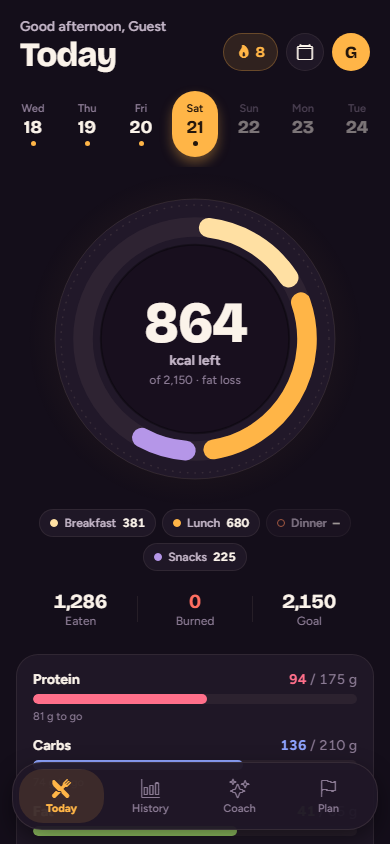 Good afternoon, Guest
Today
8
G
Wed Thu Fri Sat Sun Mon Tue
18 19 20 21 22 23 24
864
kcal left
of 2,150 · fat loss
Breakfast 381 Lunch 680 Dinner –
Snacks 225
1,286 0 2,150
Eaten Burned Goal
Protein 94 / 175 g
81 g to go
Carbs 136 / 210 g
Today History Coach Plan